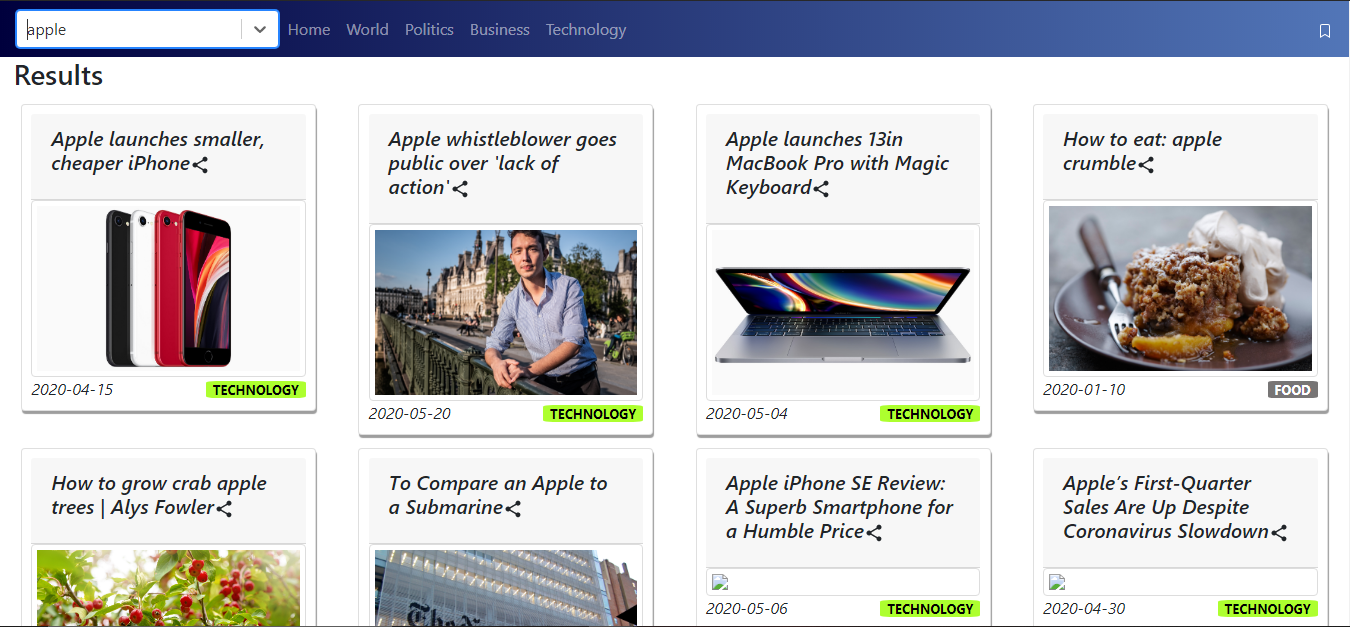 apple
Home World Politics Business Technology
Results
Apple launches smaller,
cheaper iPhone
Apple whistleblower goes
public over 'lack of
action'
Apple launches 13in
MacBook Pro with Magic
Keyboard
How to eat: apple
crumble
2020-04-15 TECHNOLOGY
2020-05-20 TECHNOLOGY
2020-05-04 TECHNOLOGY
2020-01-10 FOOD
How to grow crab apple
trees | Alys Fowler
To Compare an Apple to
a Submarine
Apple iPhone SE Review:
A Superb Smartphone for
a Humble Price
2020-05-06 TECHNOLOGY
Apple’s First-Quarter
Sales Are Up Despite
Coronavirus Slowdown
2020-04-30 TECHNOLOGY